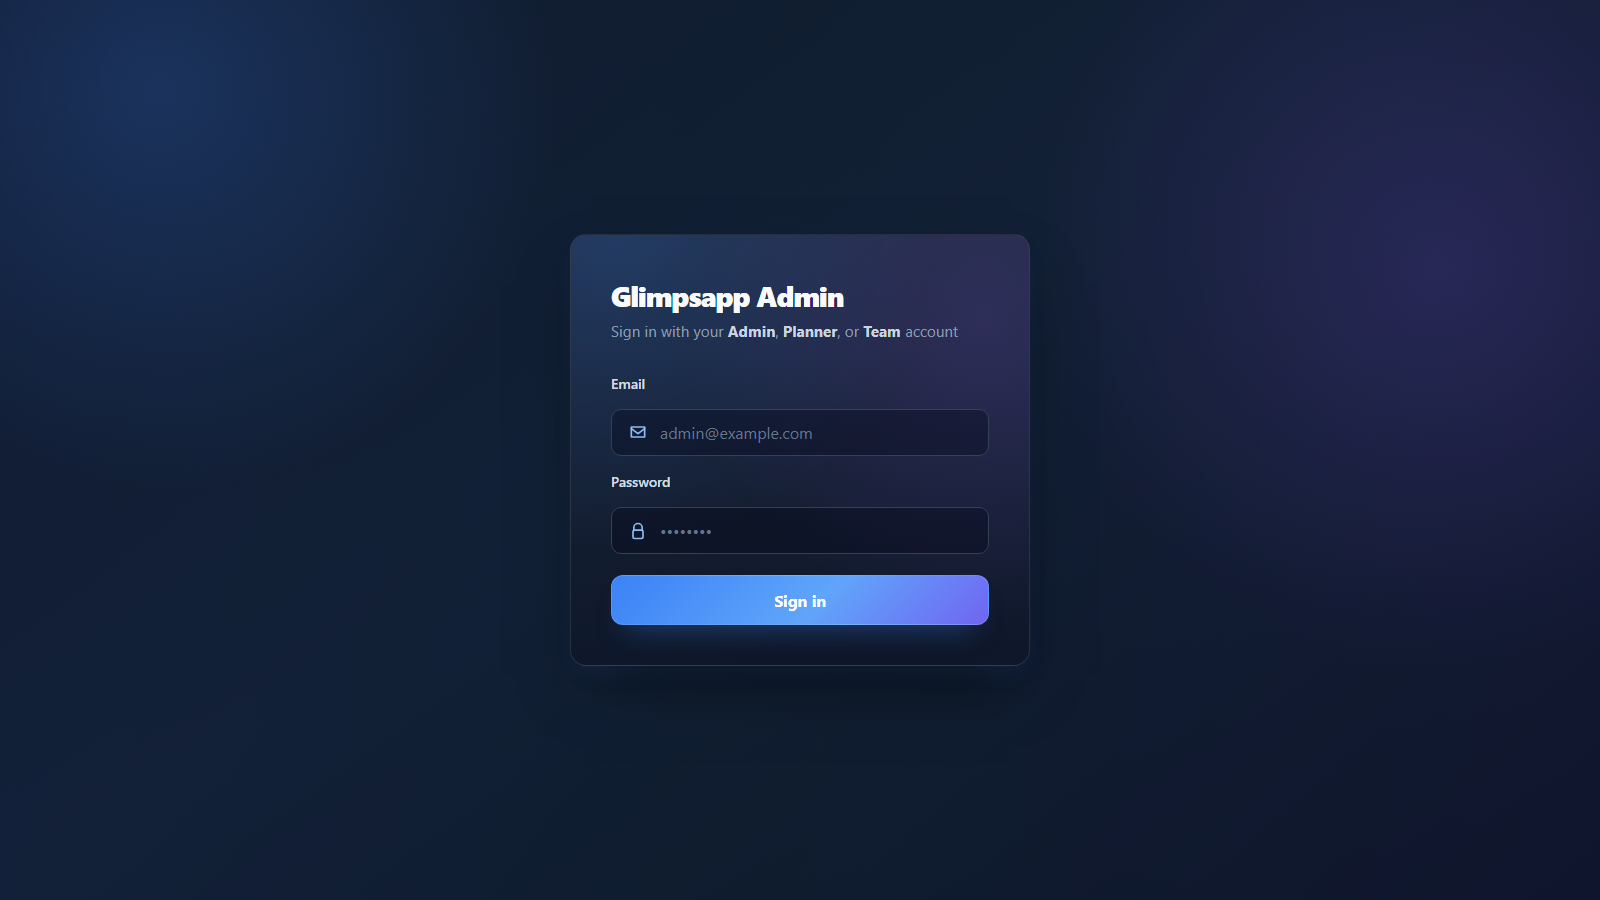 Glimpsapp Admin
Sign in with your Admin, Planner, or Team account
Email
admin@example.com
Password
••••••••
Sign in